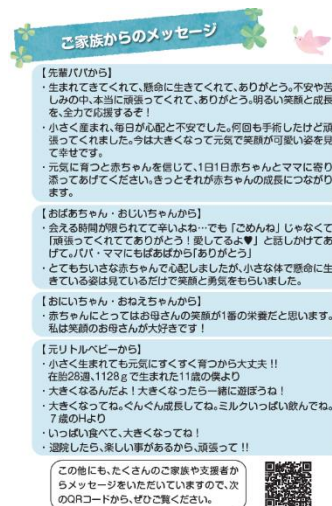 ご家族からのメッセージ
【先輩パパから】
・生まれてきてくれて、懸命に生きてくれて、ありがとう。不安や苦
しみの中、本当に頑張ってくれて、ありがとう。明るい笑顔と成長
を、全力で応援するぞ！
・小さく産まれ、毎日が心配と不安でした。何回も手術したけど頑
張ってくれました。今は大きくなって元気で笑顔が可愛い姿を見
て幸せです。
・元気に育つと赤ちゃんを信じて、1日1日赤ちゃんとママに寄り
添ってあげてください。きっとそれが赤ちゃんの成長につながり
ます。
【おばあちゃん・おじいちゃんから】
・会える時間が限られてて辛いよね…でも「ごめんね」じゃなくて
「頑張ってくれててありがとう！愛してるよ♥」と話しかけてあ
げて。パパ・ママにもばあばから「ありがとう」
・とてもちいさな赤ちゃんで心配しましたが、小さな体で懸命に生
きている姿は見ているだけで笑顔と勇気をもらいました。
【おにいちゃん・おねえちゃんから】
・赤ちゃんにとってはお母さんの笑顔が1番の栄養だと思います。
私は笑顔のお母さんが大好きです！
【元リトルベビーから】
・小さく生まれても元気にすくすく育つから大丈夫!!
在胎28週、1128gで生まれた11歳の僕より
・大きくなるんだよ！大きくなったら一緒に遊ぼうね！
・大きくなってね。ぐんぐん成長してね。ミルクいっぱい飲んでね。
７歳のHより
・いっぱい食べて、大きくなってね！
・退院したら、楽しい事があるから、頑張って!!
この他にも、たくさんのご家族や支援者か
らメッセージをいただいていますので、次
のQRコードから、ぜひご覧ください。